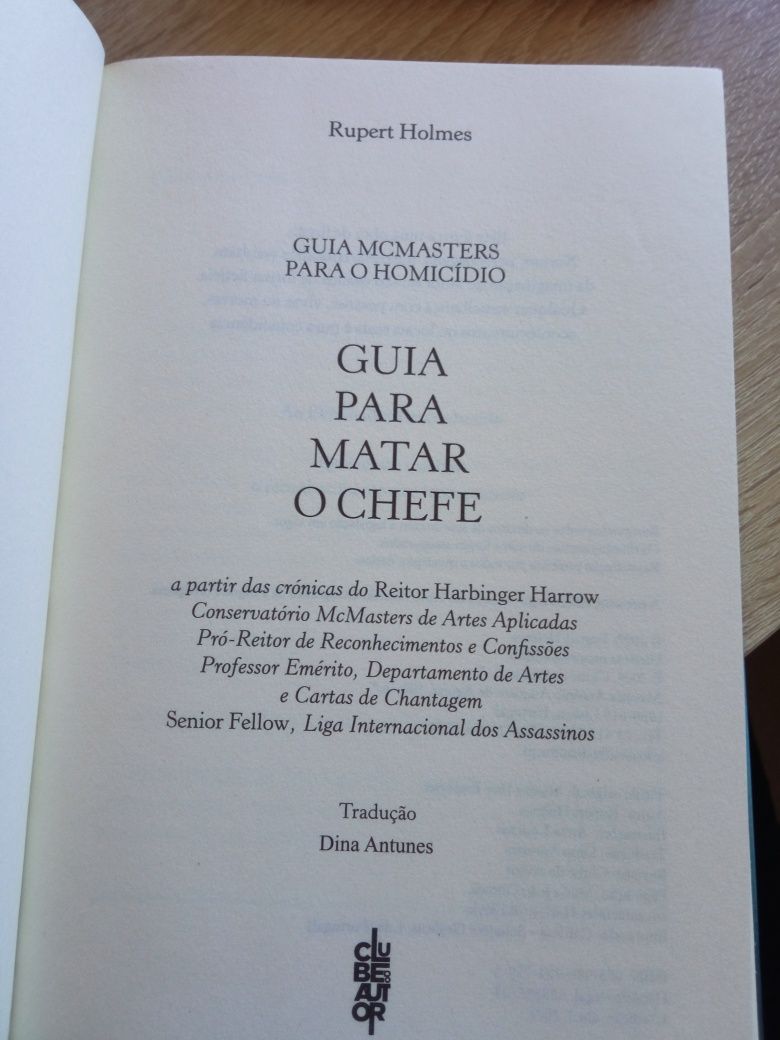 Rupert Holmes
GUIA MCMASTERS
PARA O HOMICÍDIO
GUIA
PARA
MATAR
O CHEFE
a partir das crónicas do Reitor Harbinger Harrow
Conservatório McMasters de Artes Aplicadas
Pró-Reitor de Reconhecimentos e Confissões
Professor Emérito, Departamento de Artes
e Cartas de Chantagem
Senior Fellow, Liga Internacional dos Assassinos
Tradução
Dina Antunes
CLUBE DO AUTOR